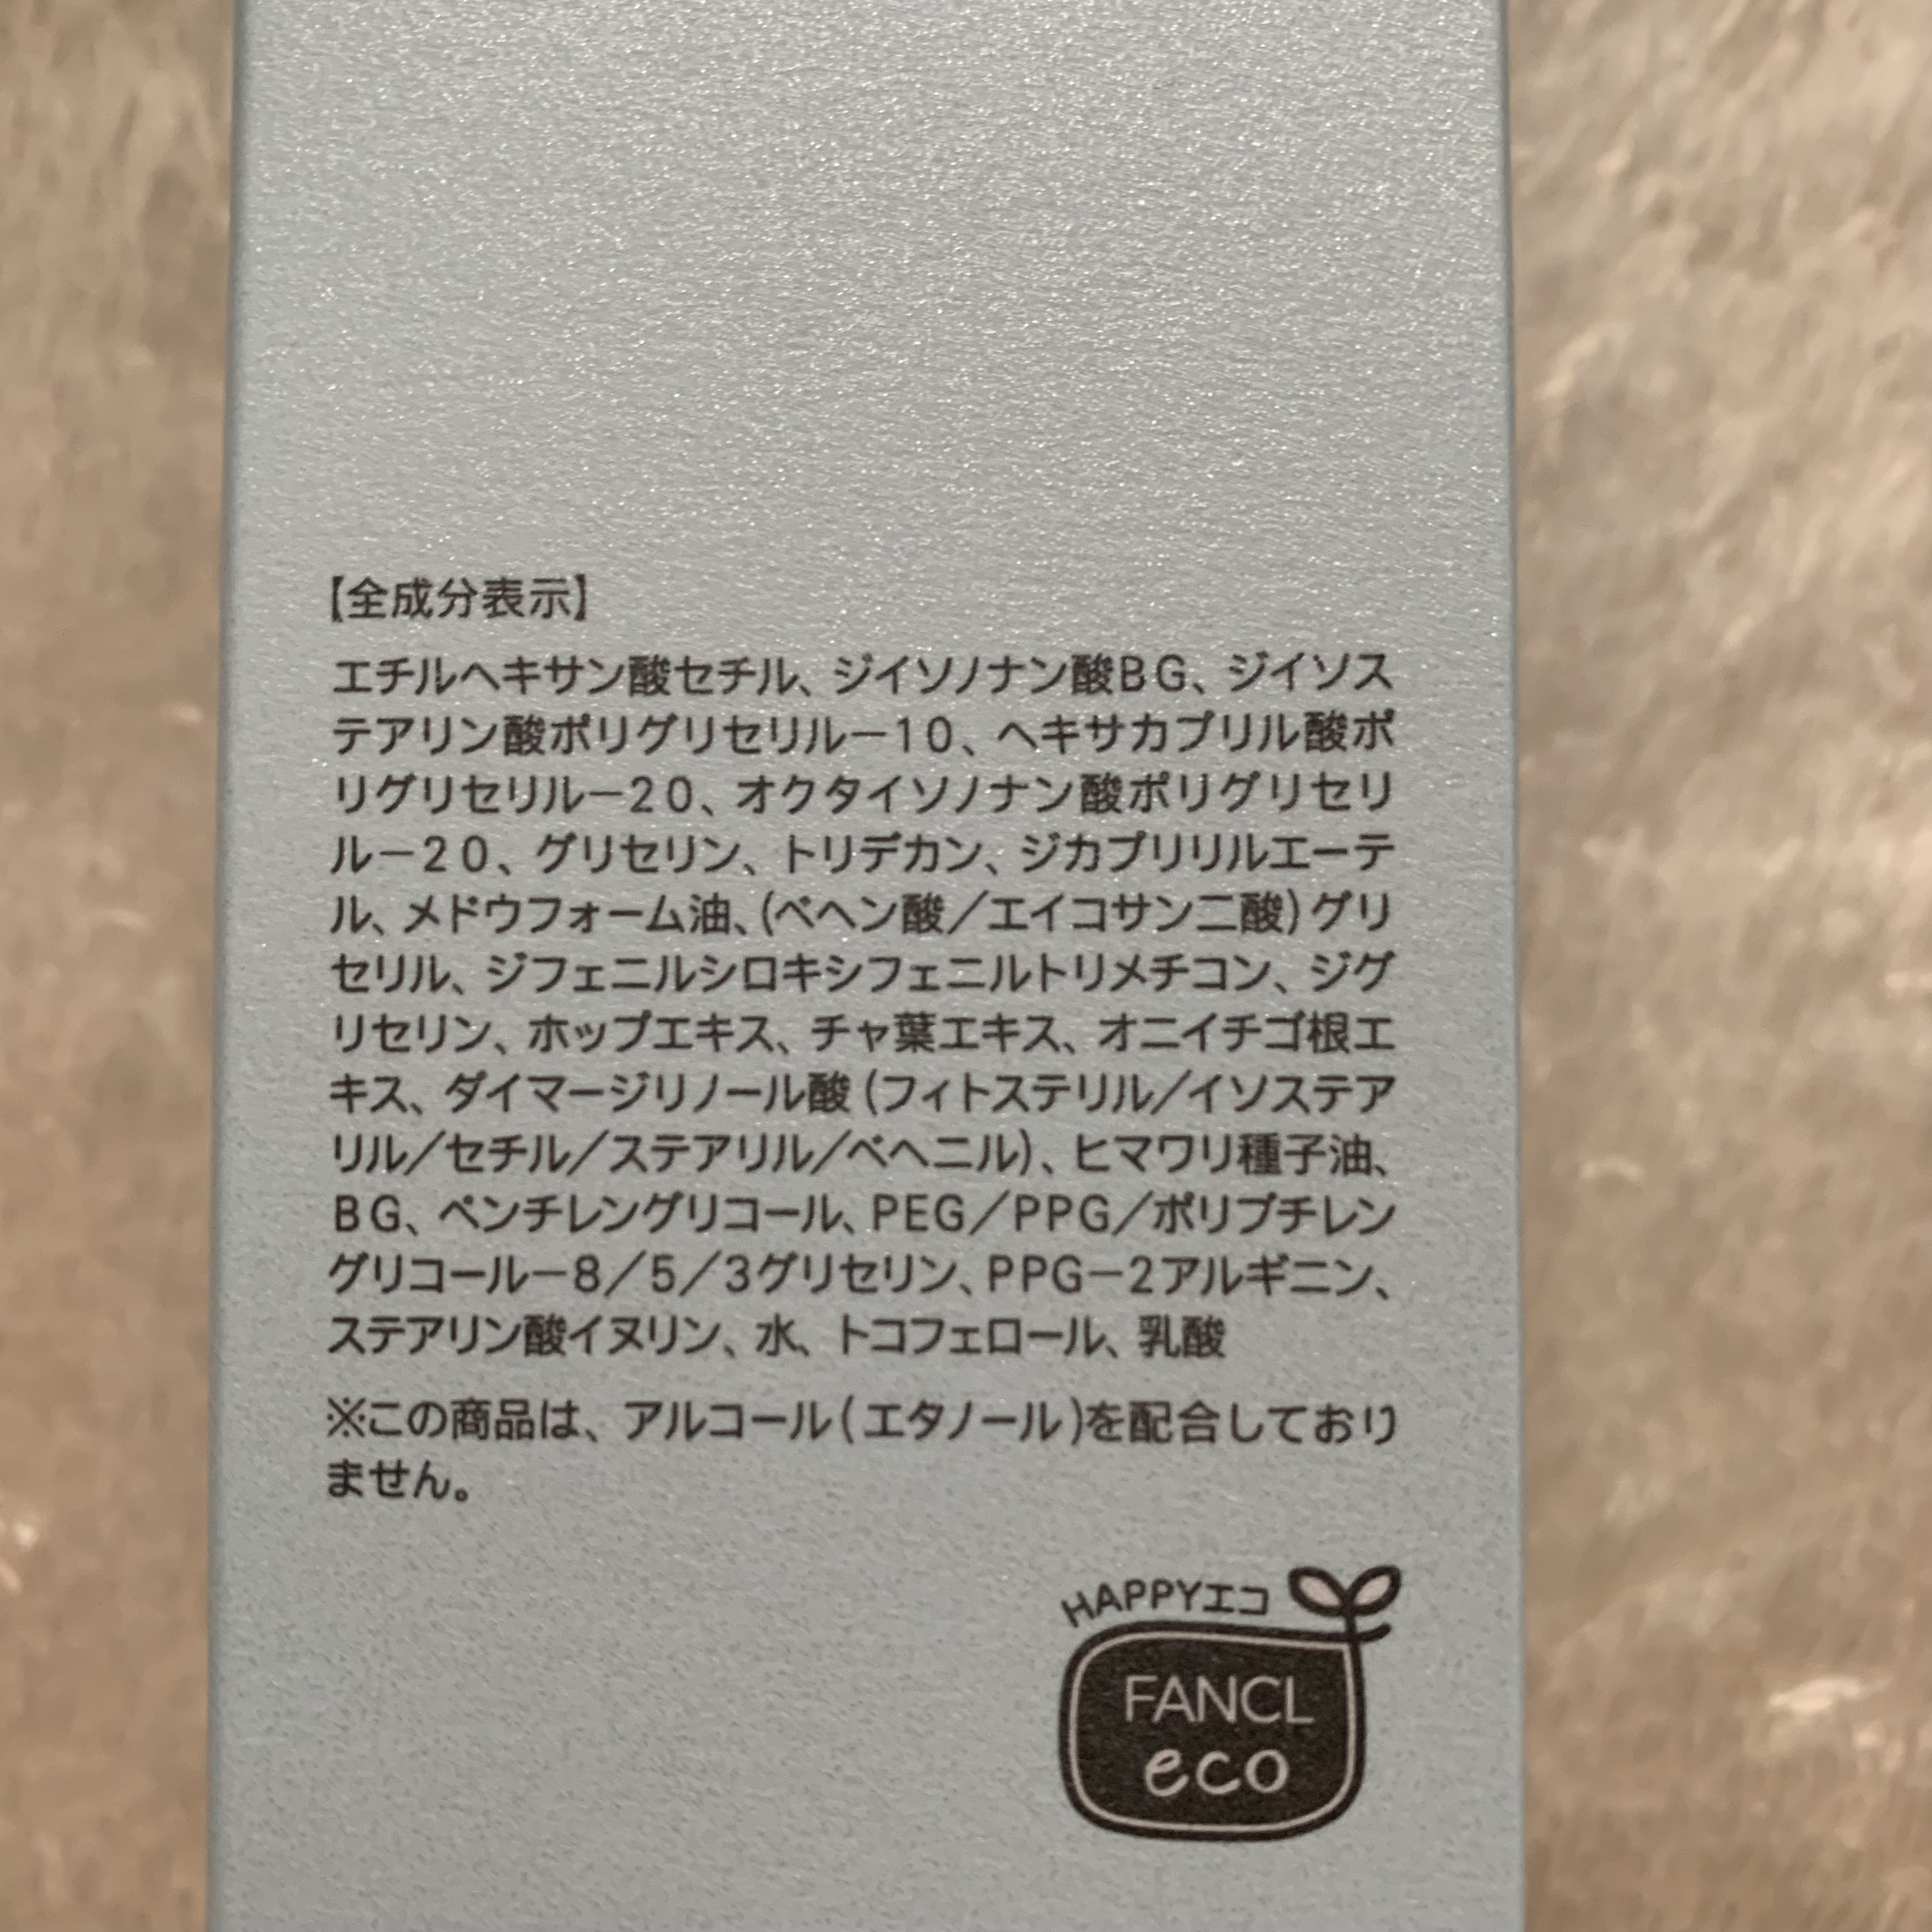 【全成分表示】
エチルヘキサン酸セチル、ジイソノナン酸BG、ジイソス
テアリン酸ポリグリセリル－10、ヘキサカプリル酸ポ
リグリセリル－20、オクタイソノナン酸ポリグリセリ
ル－20、グリセリン、トリデカン、ジカプリリルエーテ
ル、メドウフォーム油、(ベヘン酸／エイコサン二酸)グリ
セリル、ジフェニルシロキシフェニルトリメチコン、ジグ
リセリン、ホップエキス、チャ葉エキス、オニイチゴ根エ
キス、ダイマージリノール酸(フィトステリル／イソステア
リル／セチル／ステアリル／ベヘニル)、ヒマワリ種子油、
BG、ペンチレングリコール、PEG／PPG／ポリブチレン
グリコール－8／5／3グリセリン、PPG－2アルギニン、
ステアリン酸イヌリン、水、トコフェロール、乳酸
※この商品は、アルコール(エタノール)を配合しており
ません。
HAPPYエコ
FANCL
eco